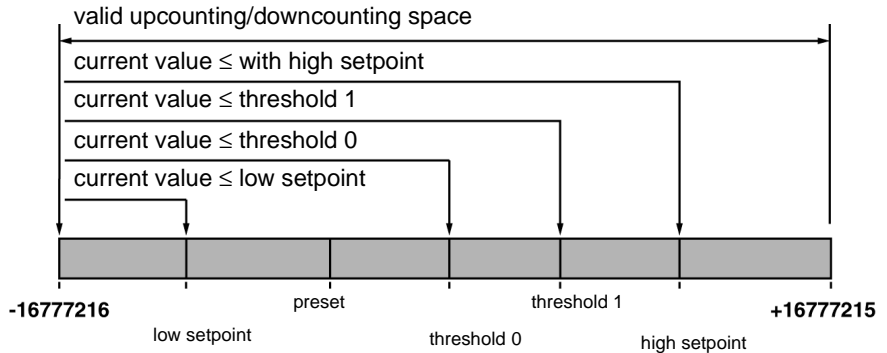 valid upcounting/downcounting space
current value ≤ with high setpoint
current value ≤ threshold 1
current value ≤ threshold 0
current value ≤ low setpoint
preset
threshold 1
-16777216
+16777215
low setpoint
threshold 0
high setpoint